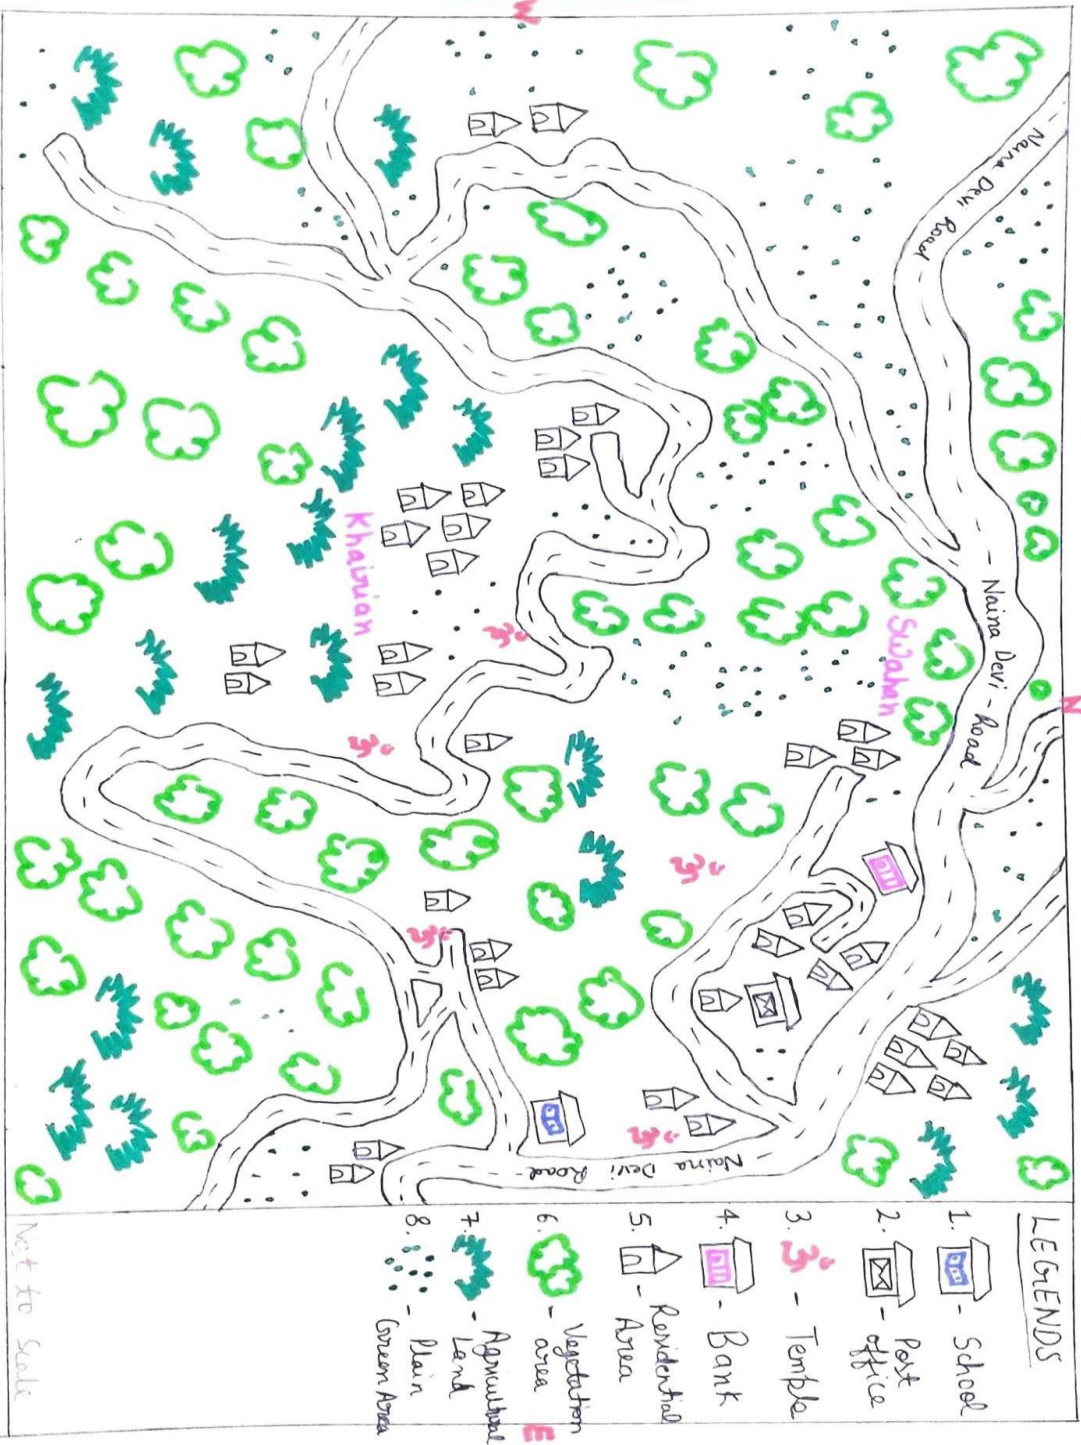 W
N
E
Naina Devi Road
Naina Devi - Road
Naina Devi Road
Swahan
Khairian
LEGENDS
1. - School
2. - Post
office
3. ॐ - Temple
4. - Bank
5. - Residential
Area
6. - Vegetation
area
7. - Agricultural
Land
8. - Plain
Green Area
Not to Scale
ॐ
ॐ
ॐ
ॐ
ॐ